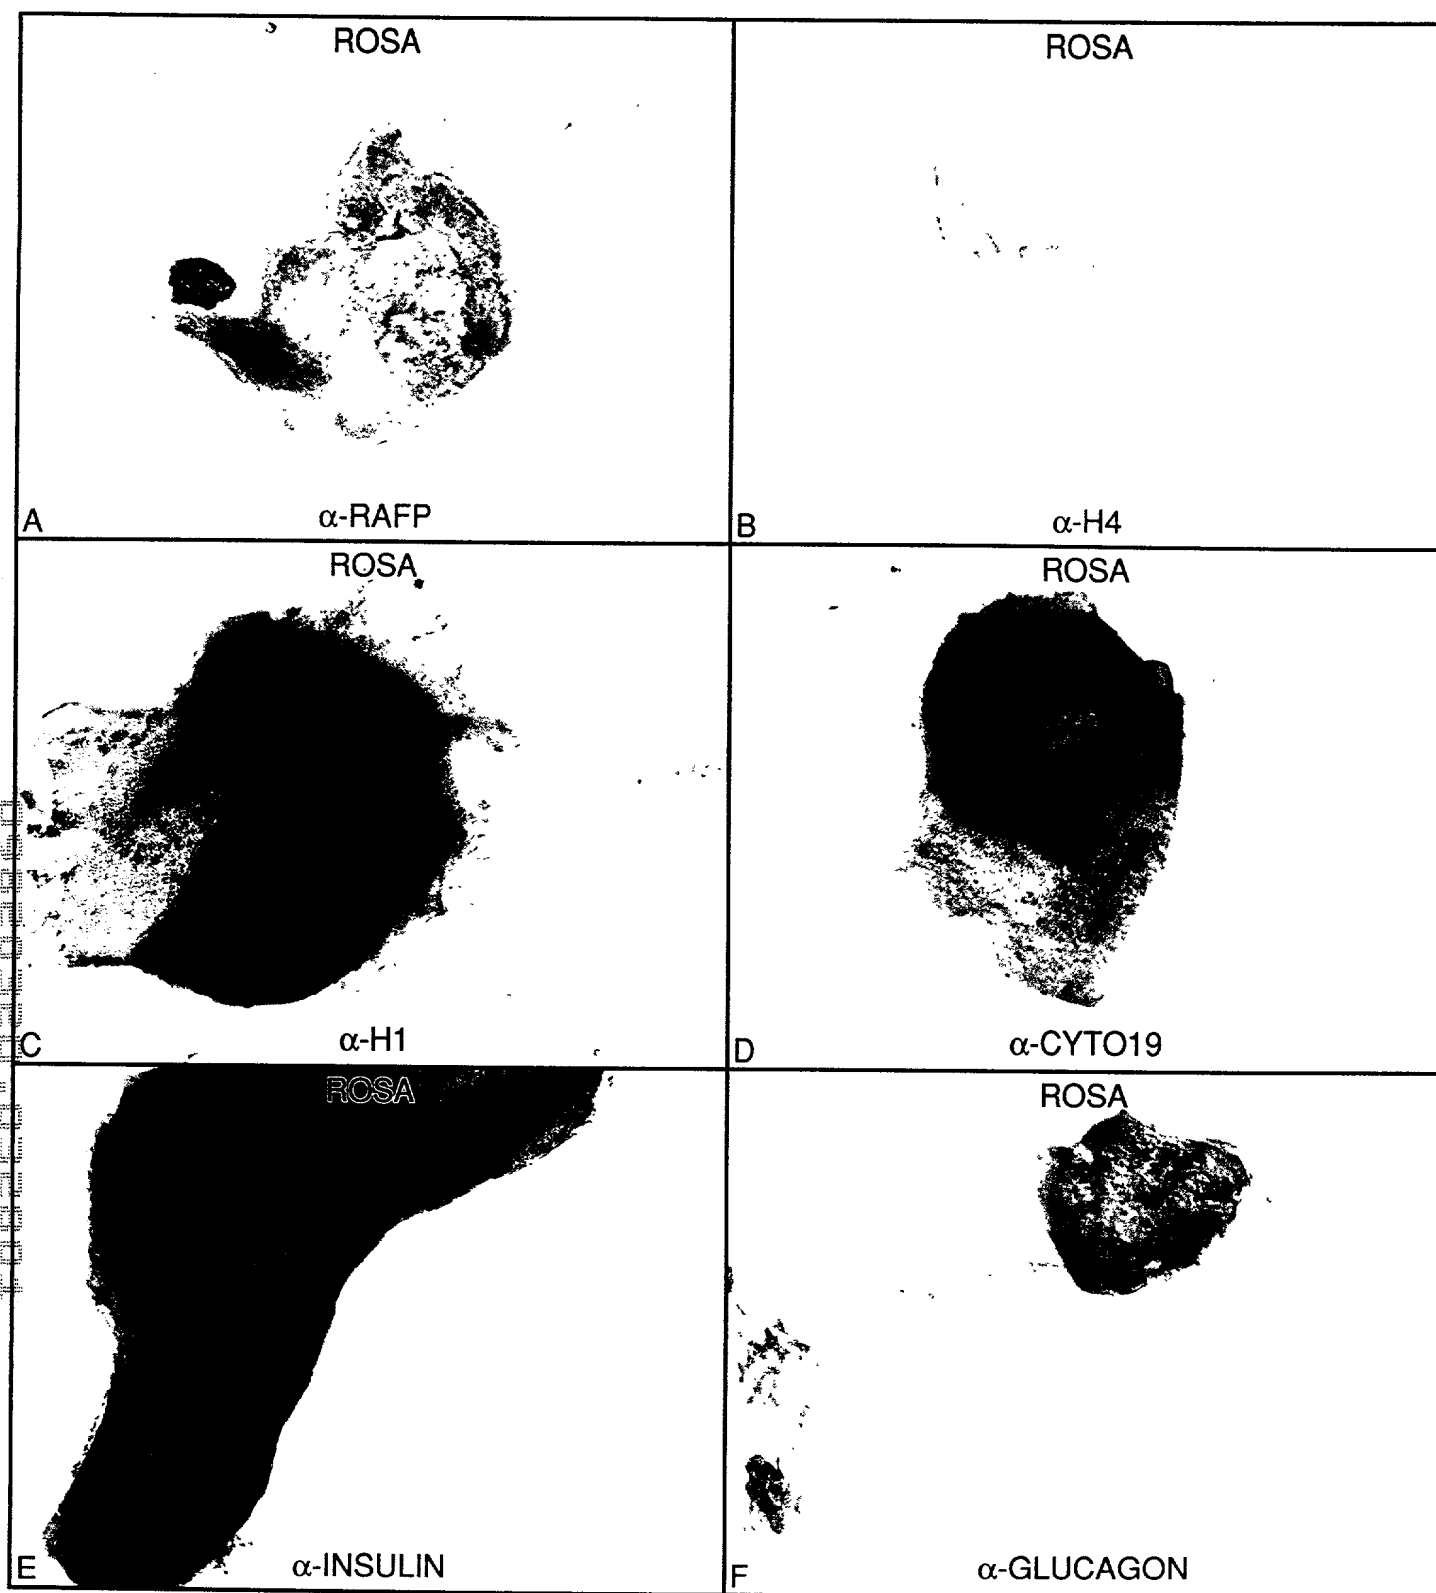 ROSA
A α-RAFP
ROSA
B α-H4
ROSA
C α-H1
ROSA
D α-CYTO19
ROSA
E α-INSULIN
ROSA
F α-GLUCAGON